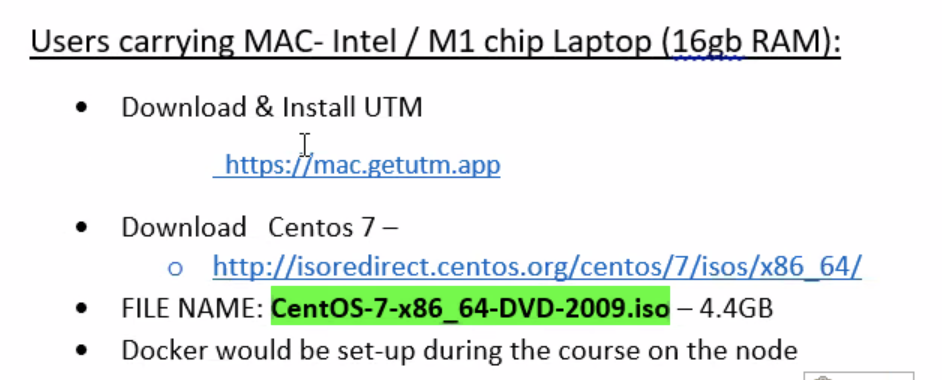 Users carrying MAC- Intel / M1 chip Laptop (16gb RAM):
• Download & Install UTM
https://mac.getutm.app
• Download Centos 7 –
o http://isoredirect.centos.org/centos/7/isos/x86_64/
• FILE NAME: CentOS-7-x86_64-DVD-2009.iso – 4.4GB
• Docker would be set-up during the course on the node